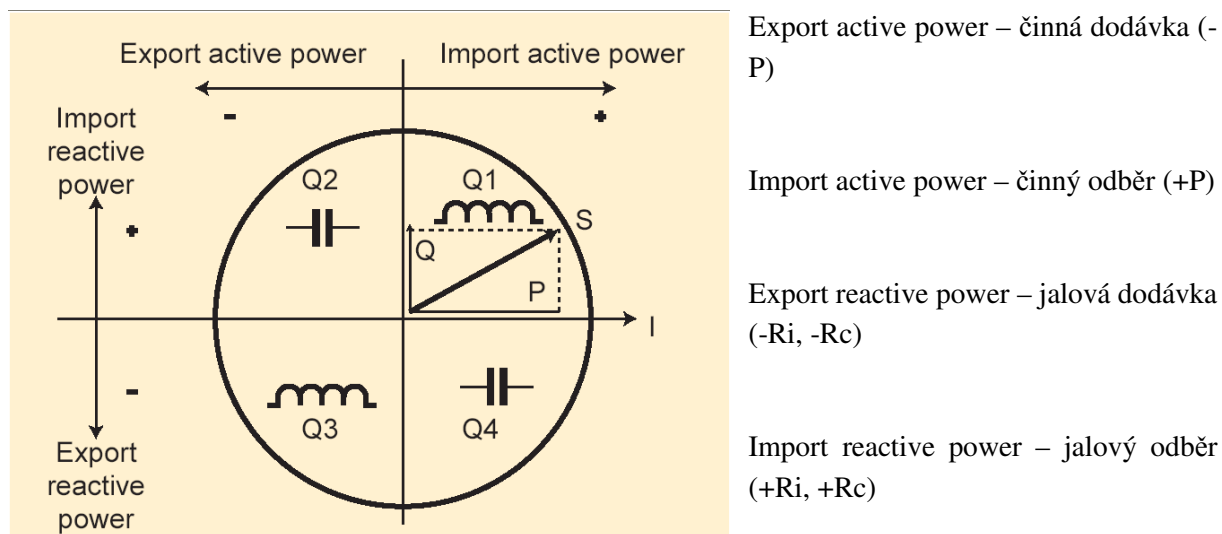 Export active power
Import active power
-
+
Import
reactive
power
+
-
Export
reactive
power
Q2
Q1
S
Q
P
I
Q3
Q4
Export active power – činná dodávka (-
P)
Import active power – činný odběr (+P)
Export reactive power – jalová dodávka
(-Ri, -Rc)
Import reactive power – jalový odběr
(+Ri, +Rc)